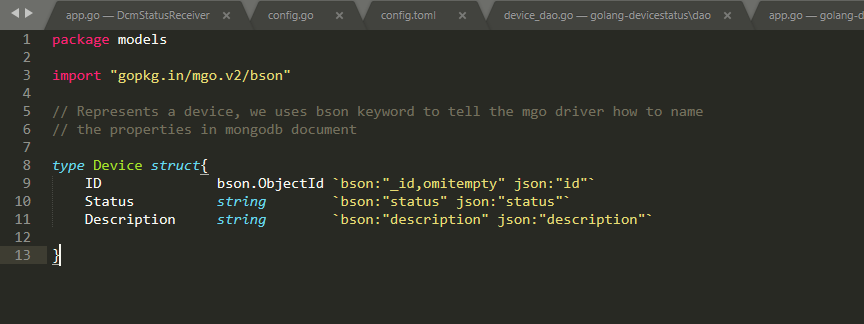 app.go — DcmStatusReceiver × config.go × config.toml × device_dao.go — golang-devicestatus\dao × app.go — golang-d
1 package models
2
3 import "gopkg.in/mgo.v2/bson"
4
5 // Represents a device, we uses bson keyword to tell the mgo driver how to name
6 // the properties in mongodb document
7
8 type Device struct{
9 ID bson.ObjectId `bson:"_id,omitempty" json:"id"`
10 Status string `bson:"status" json:"status"`
11 Description string `bson:"description" json:"description"`
12
13 }